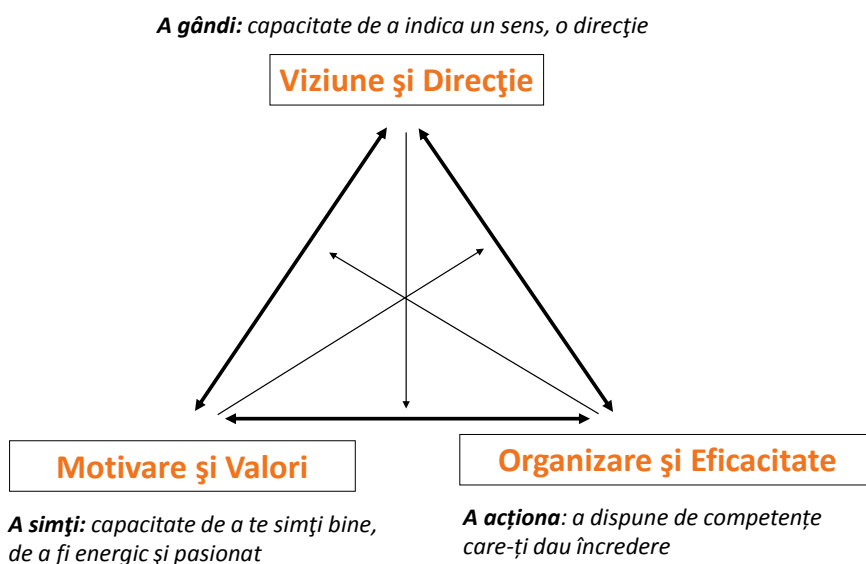 A gândi: capacitate de a indica un sens, o direcţie
Viziune şi Direcţie
Motivare şi Valori
Organizare şi Eficacitate
A simţi: capacitate de a te simţi bine,
de a fi energic şi pasionat
A acționa: a dispune de competențe
care-ți dau încredere